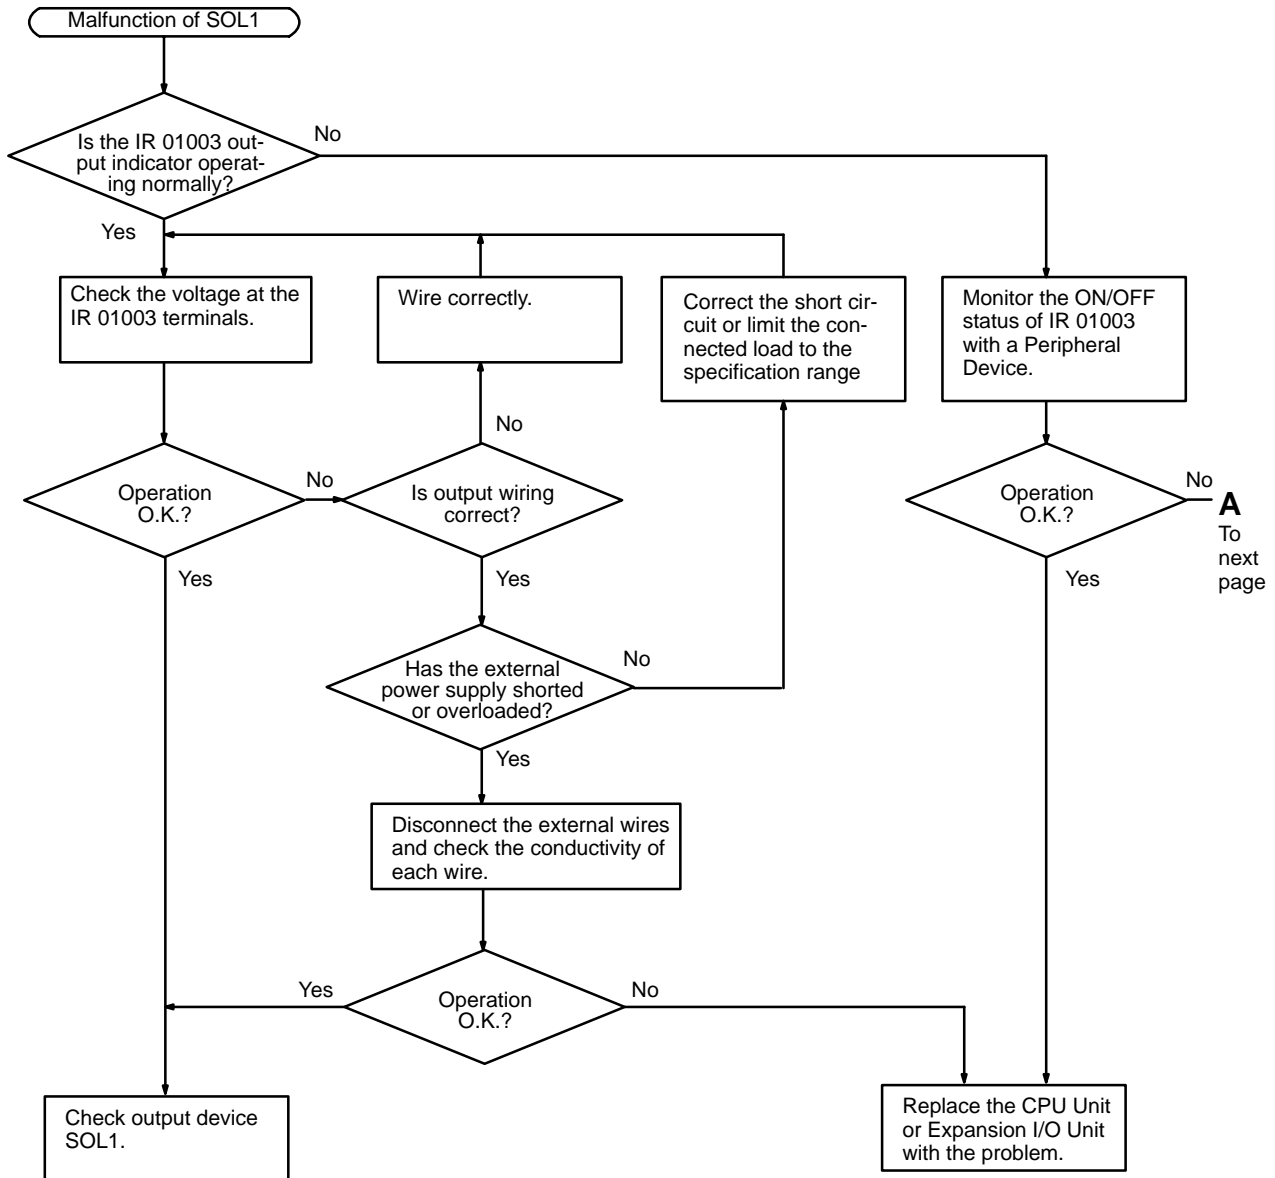 Malfunction of SOL1
Is the IR 01003 out-
put indicator operat-
ing normally?
No
Yes
Check the voltage at the
IR 01003 terminals.
Wire correctly.
Correct the short cir-
cuit or limit the con-
nected load to the
specification range
Monitor the ON/OFF
status of IR 01003
with a Peripheral
Device.
No
Operation
O.K.?
No
Is output wiring
correct?
Operation
O.K.?
No
A
To
next
page
Yes
Yes
Yes
Has the external
power supply shorted
or overloaded?
No
Yes
Disconnect the external wires
and check the conductivity of
each wire.
Yes
Operation
O.K.?
No
Check output device
SOL1.
Replace the CPU Unit
or Expansion I/O Unit
with the problem.